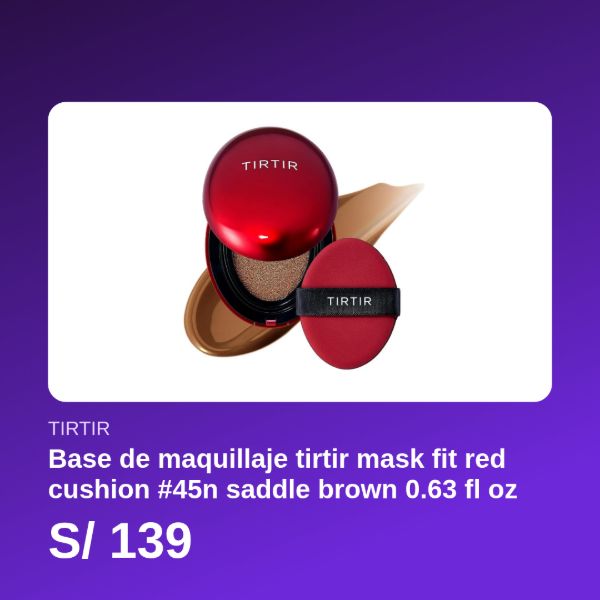 TIRTIR
TIRTIR
TIRTIR
Base de maquillaje tirtir mask fit red
cushion #45n saddle brown 0.63 fl oz
S/ 139